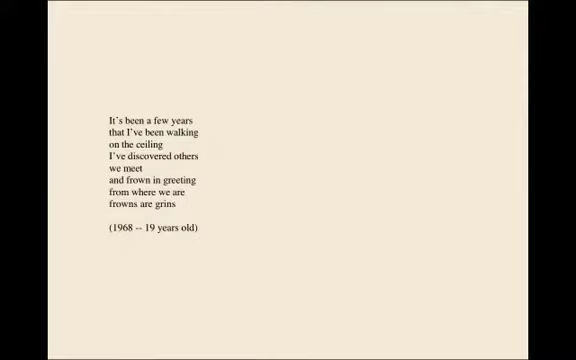 It's been a few years
that I've been walking
on the ceiling
I've discovered others
we meet
and frown in greeting
from where we are
frowns are grins
(1968 -- 19 years old)